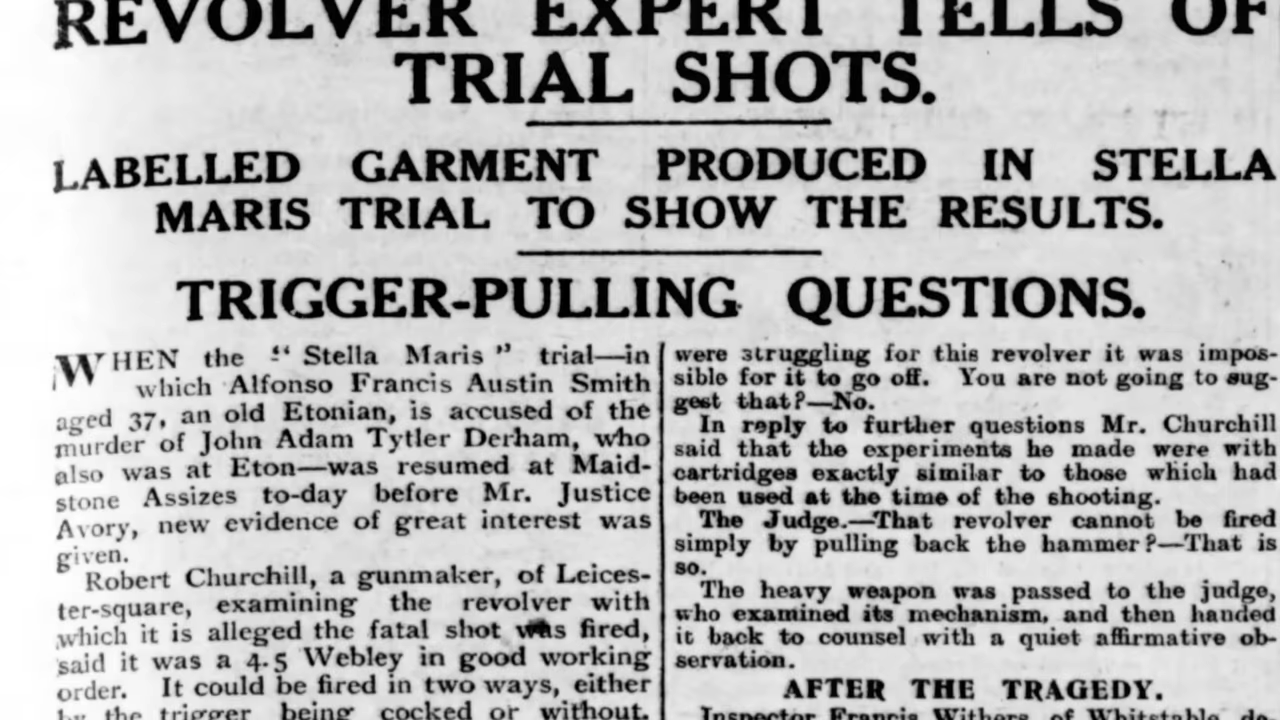 REVOLVER EXPERT TELLS OF
TRIAL SHOTS.
LABELLED GARMENT PRODUCED IN STELLA
MARIS TRIAL TO SHOW THE RESULTS.
TRIGGER-PULLING QUESTIONS.
WHEN the "Stella Maris" trial—in
which Alfonso Francis Austin Smith
aged 37, an old Etonian, is accused of the
murder of John Adam Tytler Derham, who
also was at Eton—was resumed at Maid-
stone Assizes to-day before Mr. Justice
Avory, new evidence of great interest was
given.
Robert Churchill, a gunmaker, of Leices-
ter-square, examining the revolver with
which it is alleged the fatal shot was fired,
said it was a 4.5 Webley in good working
order. It could be fired in two ways, either
by the trigger being cocked or without.
were struggling for this revolver it was impos-
sible for it to go off. You are not going to sug-
gest that?—No.
In reply to further questions Mr. Churchill
said that the experiments he made were with
cartridges exactly similar to those which had
been used at the time of the shooting.
The Judge.—That revolver cannot be fired
simply by pulling back the hammer?—That is
so.
The heavy weapon was passed to the judge,
who examined its mechanism, and then handed
it back to counsel with a quiet affirmative ob-
servation.
AFTER THE TRAGEDY.
Inspector Francis Withers, of Whitstable, de-